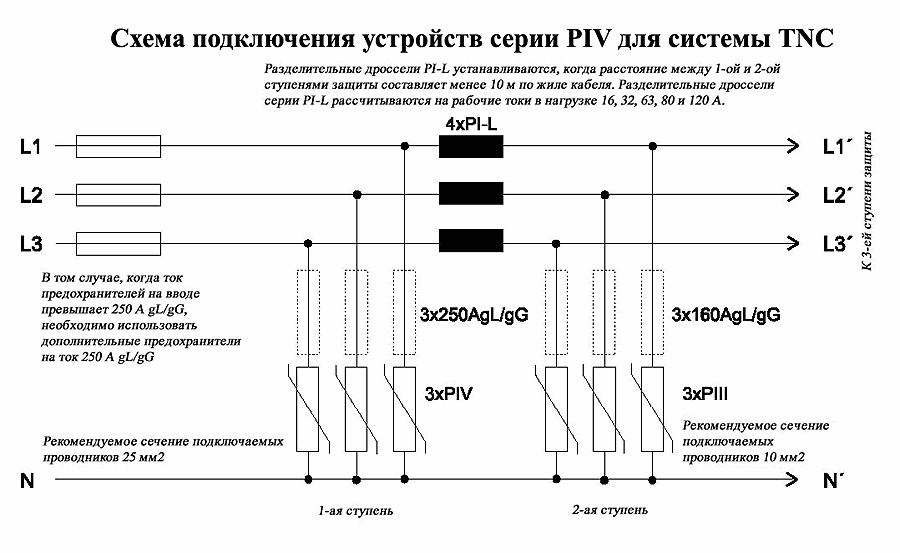 Схема подключения устройств серии PIV для системы TNC
Разделительные дроссели PI-L устанавливаются, когда расстояние между 1-ой и 2-ой
ступенями защиты составляет менее 10 м по жиле кабеля. Разделительные дроссели
серии PI-L рассчитываются на рабочие токи в нагрузке 16, 32, 63, 80 и 120 А.
4xPI-L
L1
L1´
L2
L2´
L3
L3´
К 3-ей ступени защиты
В том случае, когда ток
предохранителей на вводе
превышает 250 А gL/gG,
необходимо использовать
дополнительные предохранители
на ток 250 А gL/gG
3x250AgL/gG
3x160AgL/gG
3xPIV
3xPIII
Рекомендуемое сечение подключаемых
проводников 25 мм2
Рекомендуемое сечение
подключаемых
проводников 10 мм2
N
N´
1-ая ступень
2-ая ступень